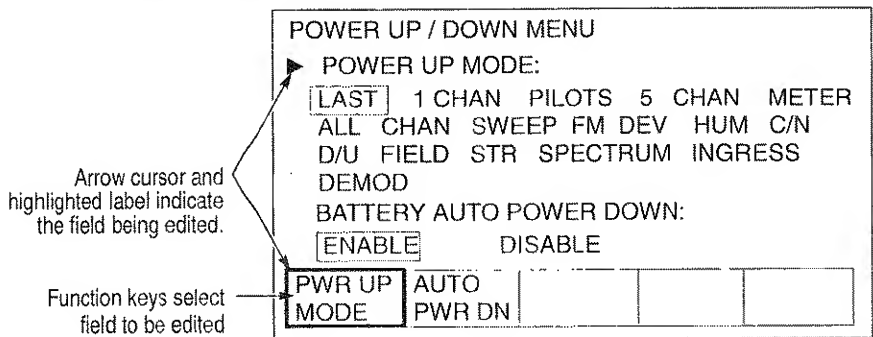 POWER UP / DOWN MENU
POWER UP MODE:
LAST 1 CHAN PILOTS 5 CHAN METER
ALL CHAN SWEEP FM DEV HUM C/N
D/U FIELD STR SPECTRUM INGRESS
DEMOD
BATTERY AUTO POWER DOWN:
ENABLE DISABLE
PWR UP MODE
AUTO PWR DN
Arrow cursor and
highlighted label indicate
the field being edited.
Function keys select
field to be edited